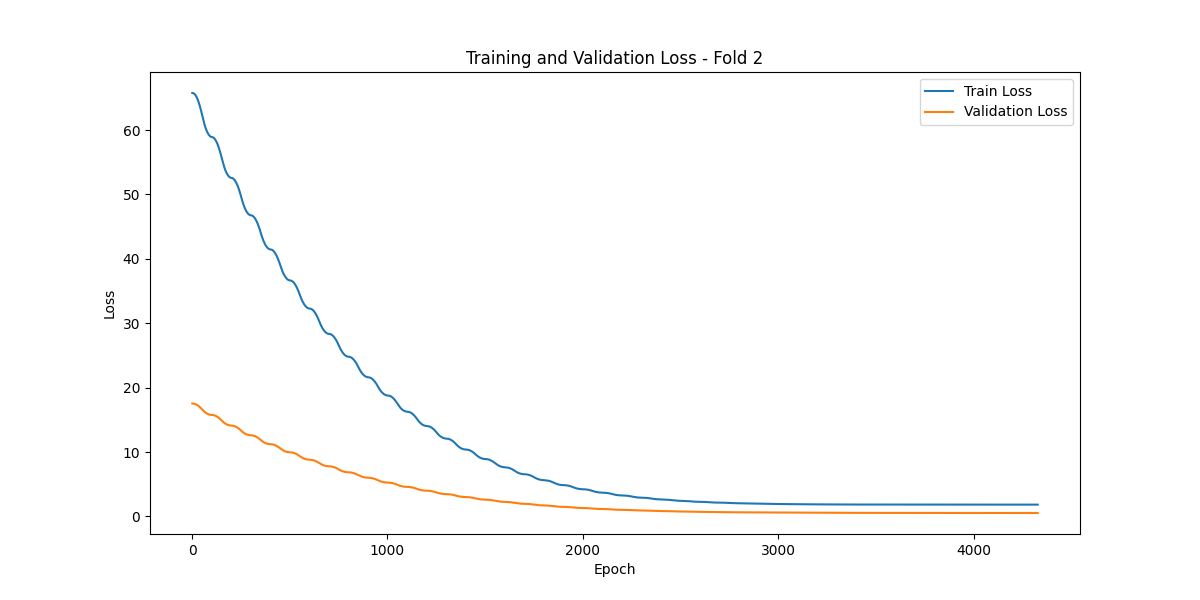 Training and Validation Loss - Fold 2
Train Loss
Validation Loss
Loss
60
50
40
30
20
10
0
0 1000 2000 3000 4000
Epoch